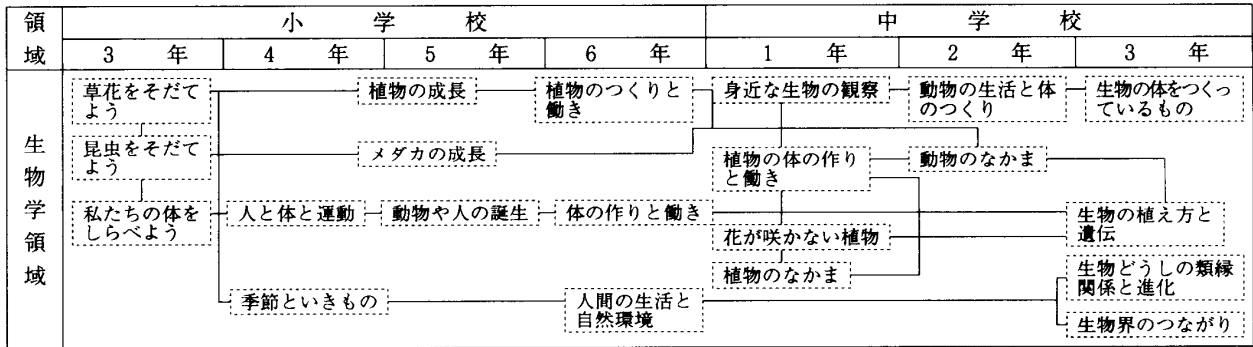 領域
小学校
中学校
3年
4年
5年
6年
1年
2年
3年
生物学領域
草花をそだて
よう
植物の成長
植物のつくりと
働き
身近な生物の観察
動物の生活と体
のつくり
生物の体をつくっ
ているもの
昆虫をそだて
よう
メダカの成長
植物の体の作り
と働き
動物のなかま
私たちの体を
しらべよう
人と体と運動
動物や人の誕生
体の作りと働き
生物の植え方と
遺伝
花が咲かない植物
植物のなかま
生物どうしの類縁
関係と進化
季節といきもの
人間の生活と
自然環境
生物界のつながり